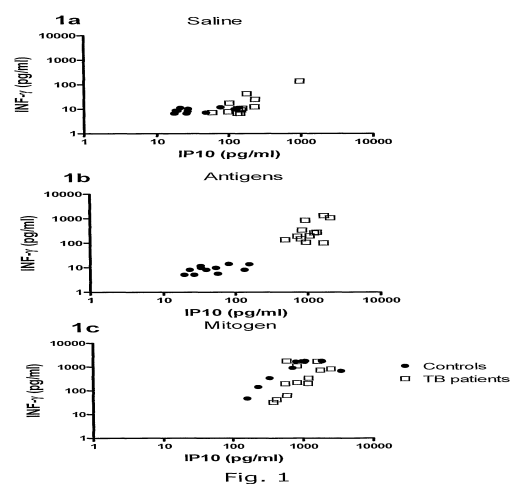 1a Saline
10000
1000
100
10
1
INF-γ (pg/ml)
1 10 100 1000 10000
IP10 (pg/ml)
1b Antigens
10000
1000
100
10
1
INF-γ (pg/ml)
1 10 100 1000 10000
IP10 (pg/ml)
1c Mitogen
10000
1000
100
10
1
INF-γ (pg/ml)
1 10 100 1000 10000
IP10 (pg/ml)
Controls
TB patients
Fig. 1